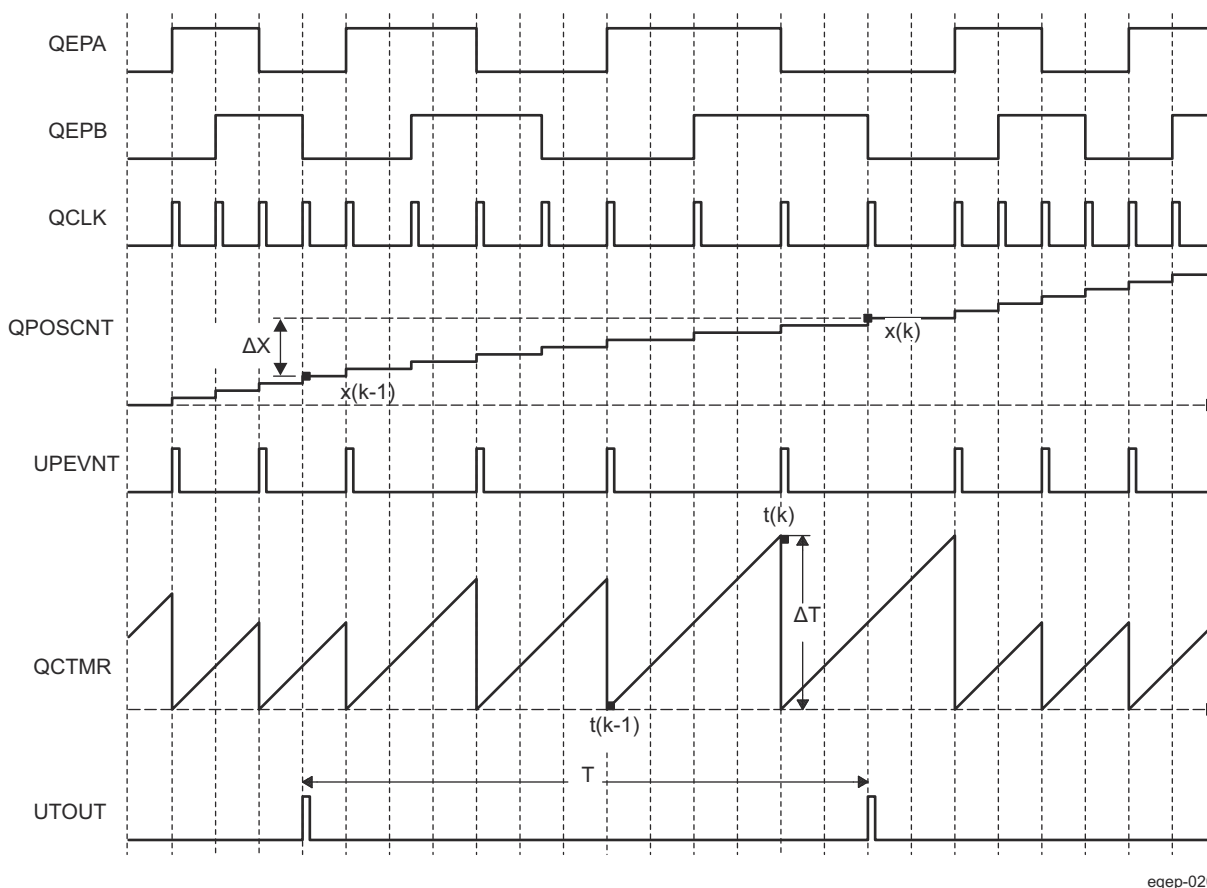 QEPA
QEPB
QCLK
QPOSCNT
ΔX
x(k-1)
x(k)
UPEVNT
t(k)
ΔT
QCTMR
t(k-1)
T
UTOUT